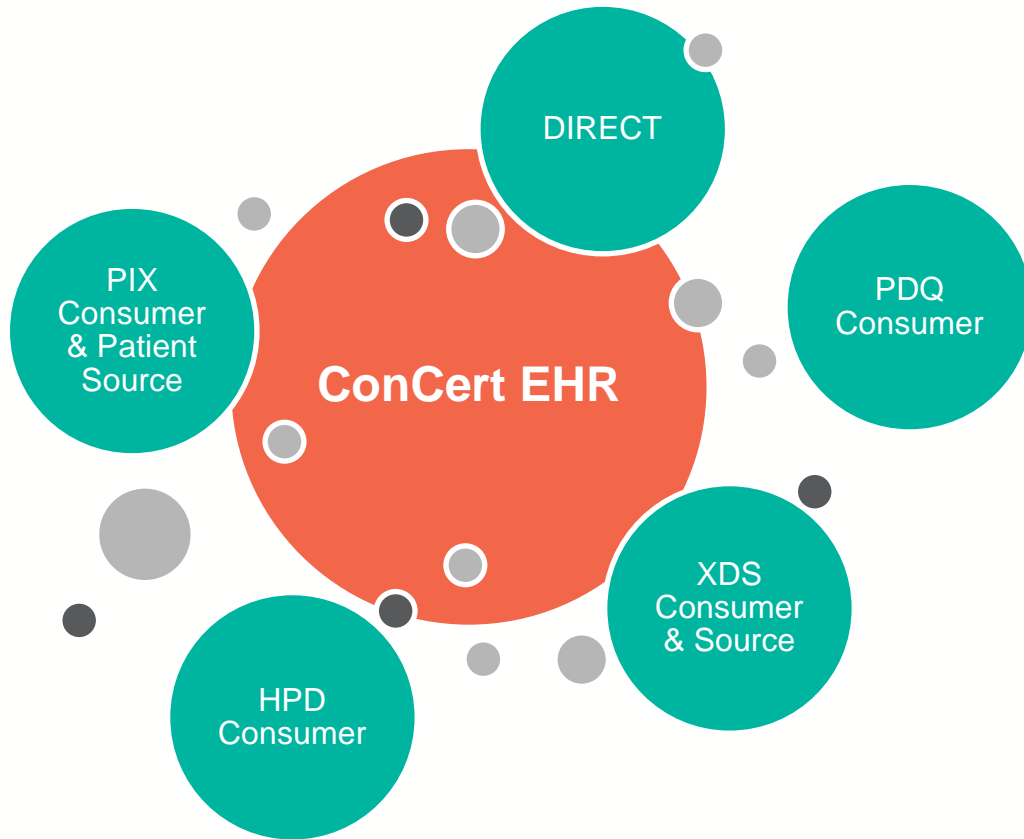 DIRECT
PIX
Consumer
& Patient
Source
PDQ
Consumer
ConCert EHR
XDS
Consumer
& Source
HPD
Consumer